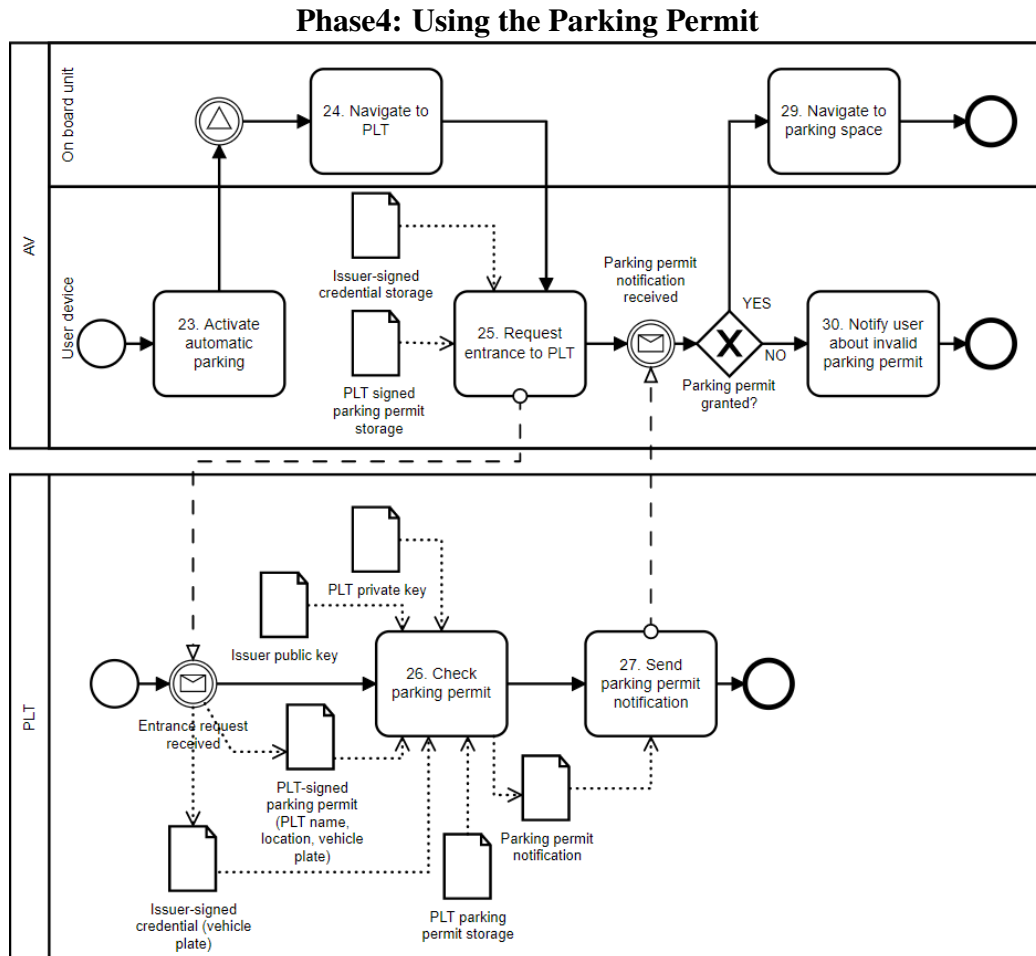 Phase4: Using the Parking Permit
On board unit
24. Navigate to
PLT
29. Navigate to
parking space
AV
User device
Issuer-signed
credential storage
Parking permit
notification
received
23. Activate
automatic
parking
25. Request
entrance to PLT
YES
NO
30. Notify user
about invalid
parking permit
PLT signed
parking permit
storage
Parking permit
granted?
PLT
PLT private key
Issuer public key
26. Check
parking permit
27. Send
parking permit
notification
Entrance request
received
PLT-signed
parking permit
(PLT name,
location, vehicle
plate)
Parking permit
notification
Issuer-signed
credential (vehicle
plate)
PLT parking
permit storage